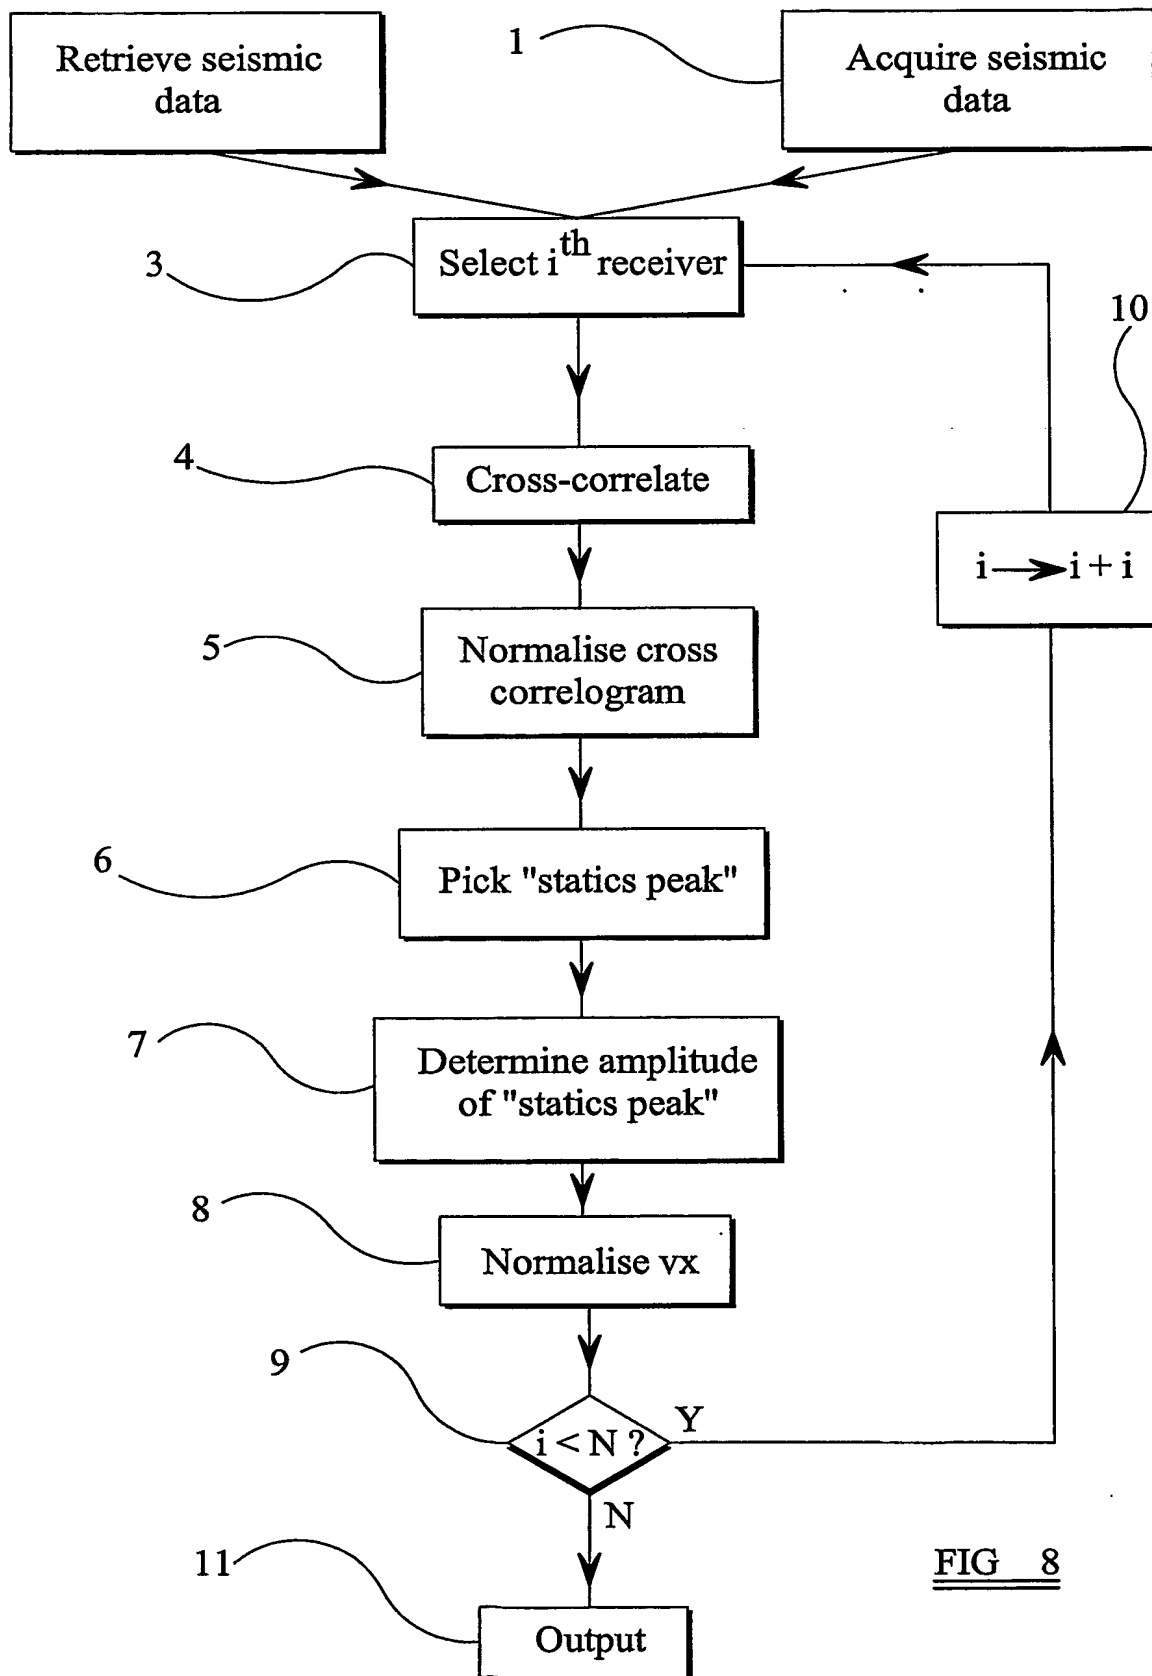 Retrieve seismic
data
1
Acquire seismic
data
3
Select i^th receiver
10
4
Cross-correlate
i → i + i
5
Normalise cross
correlogram
6
Pick "statics peak"
7
Determine amplitude
of "statics peak"
8
Normalise vx
9
i < N ?
Y
N
11
Output
FIG 8